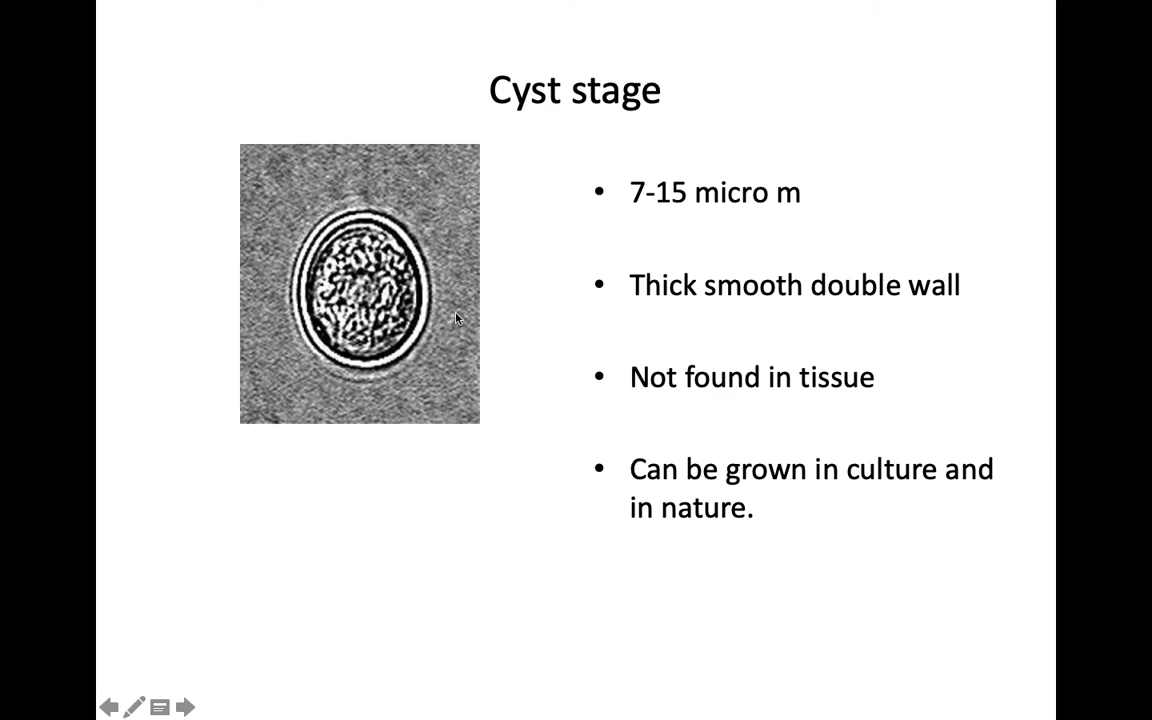 Cyst stage
• 7-15 micro m
• Thick smooth double wall
• Not found in tissue
• Can be grown in culture and
in nature.